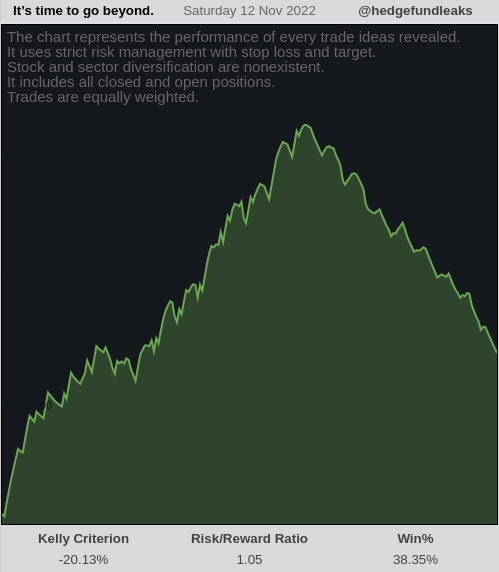 It's time to go beyond. Saturday 12 Nov 2022 @hedgefundleaks
The chart represents the performance of every trade ideas revealed.
It uses strict risk management with stop loss and target.
Stock and sector diversification are nonexistent.
It includes all closed and open positions.
Trades are equally weighted.
Kelly Criterion Risk/Reward Ratio Win%
-20.13% 1.05 38.35%